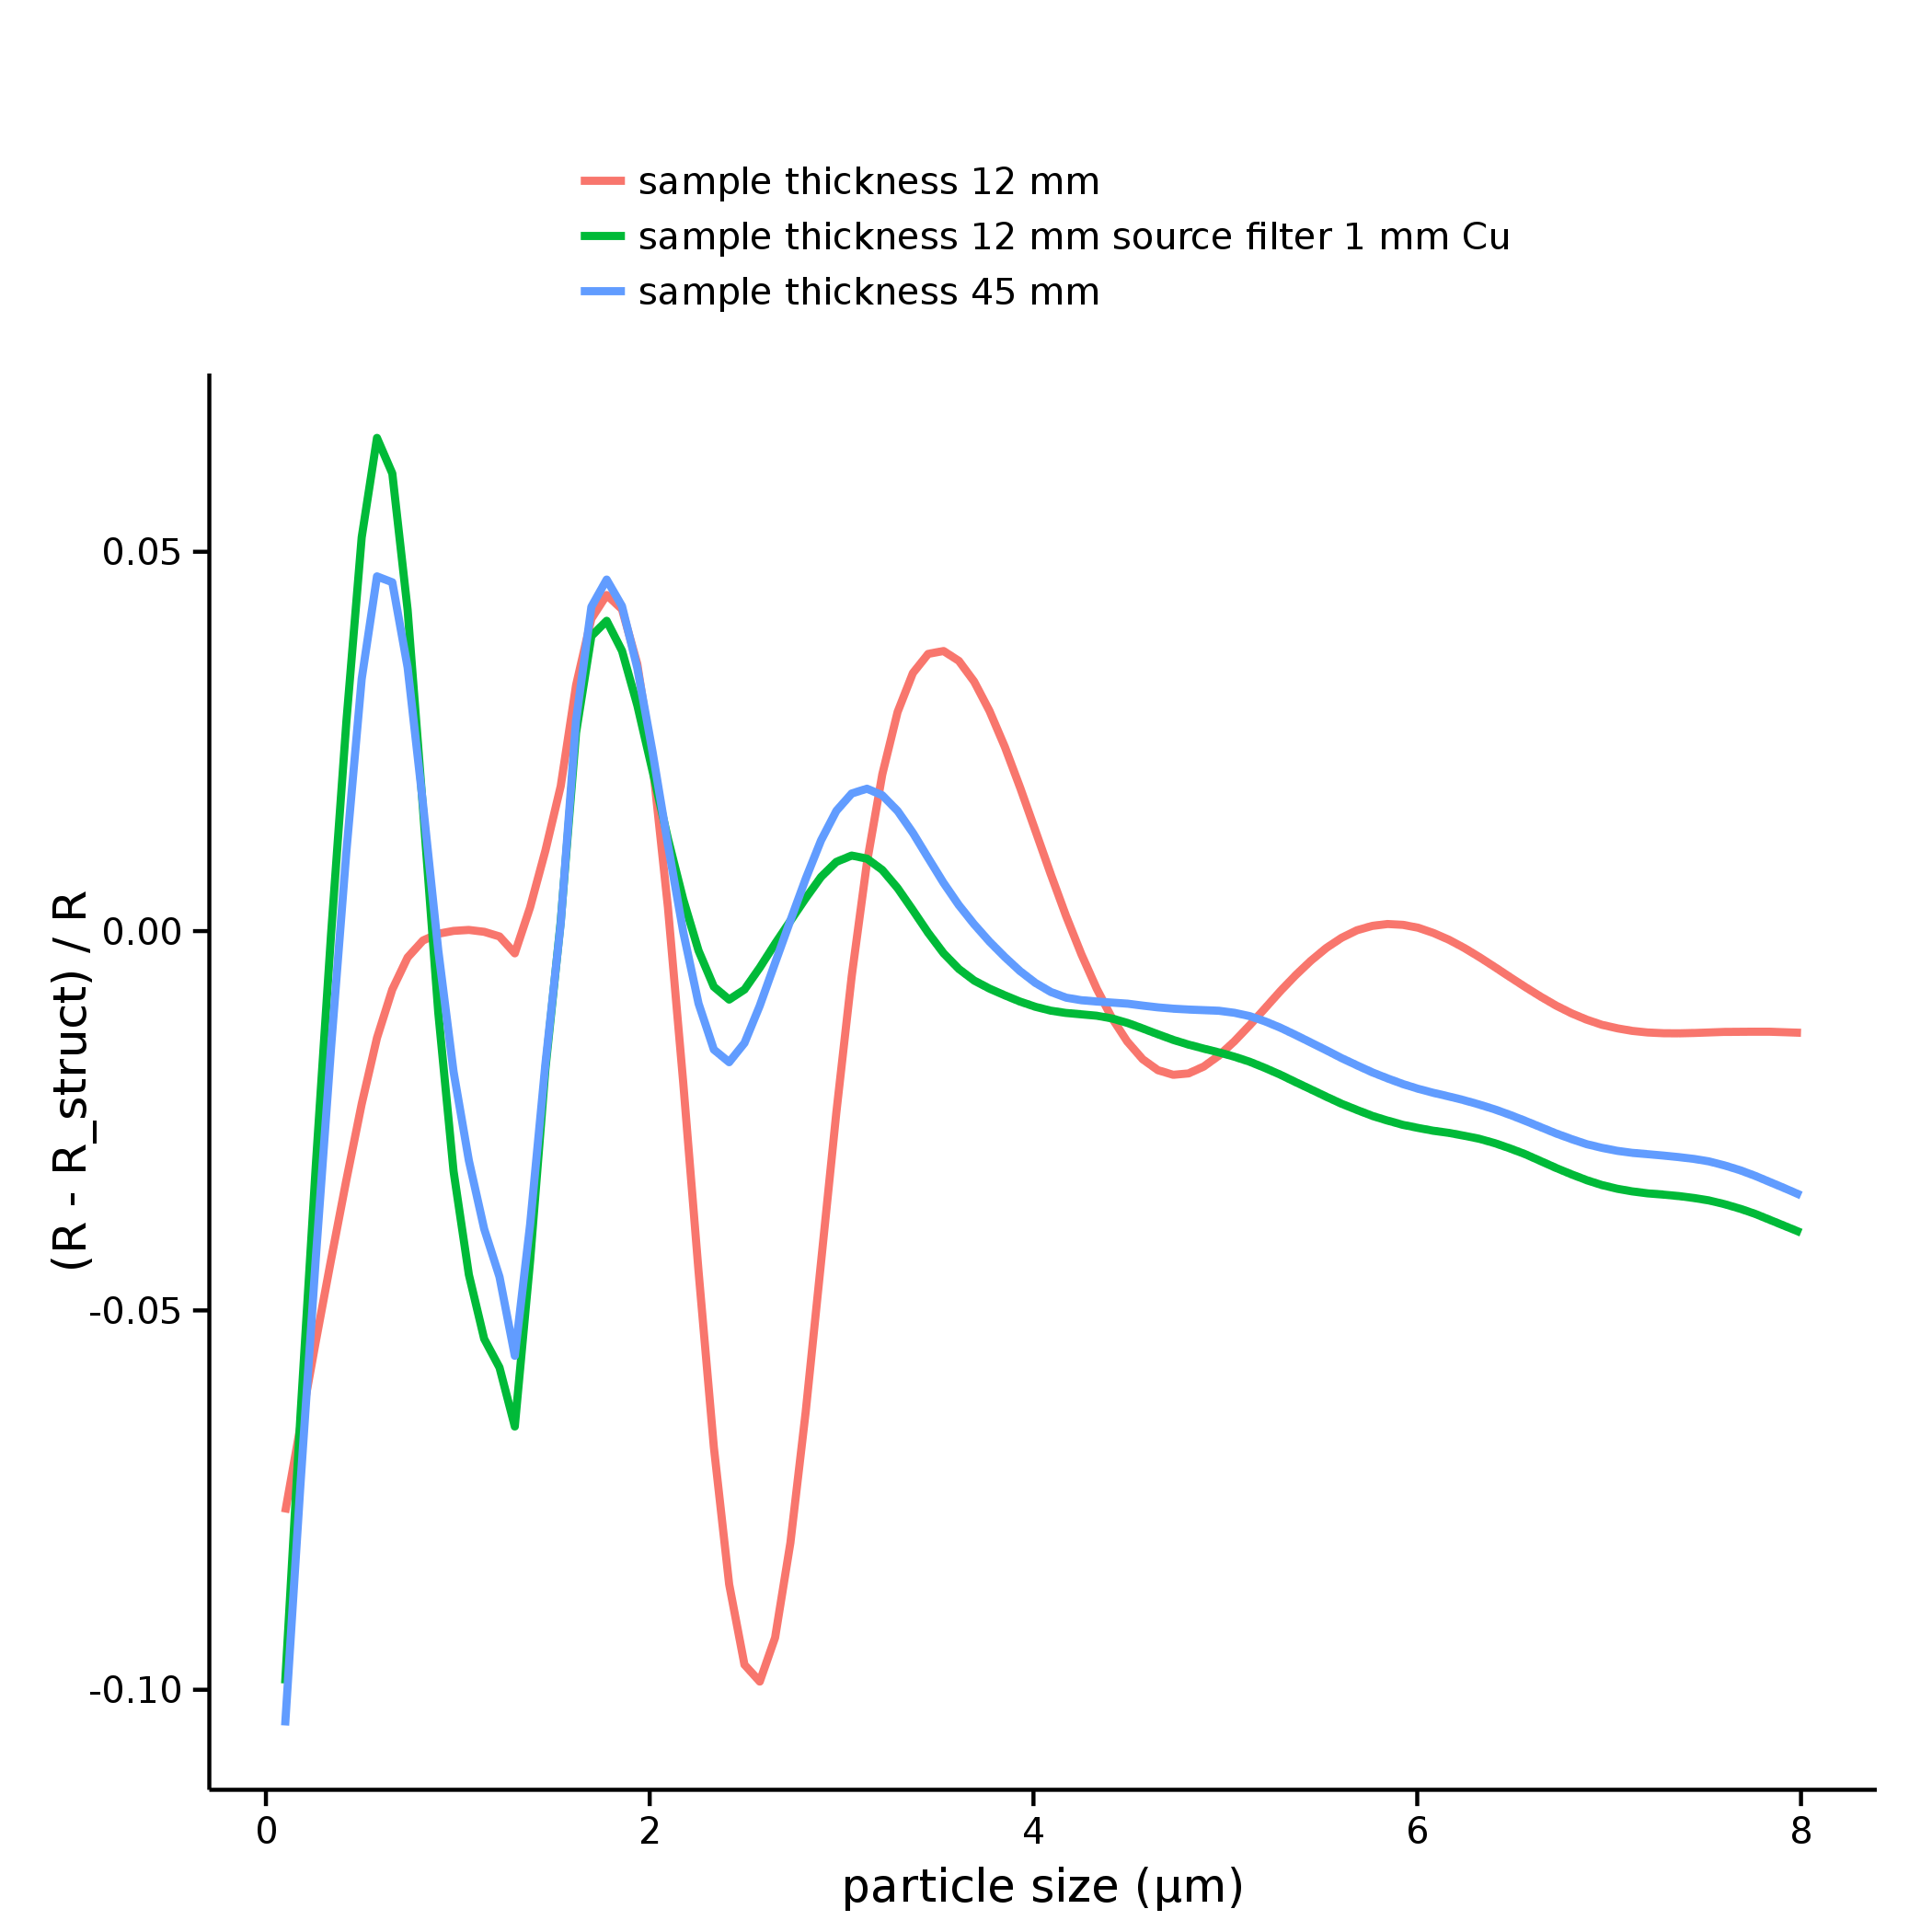 sample thickness 12 mm
sample thickness 12 mm source filter 1 mm Cu
sample thickness 45 mm
(R - R_struct) / R
0.05
0.00
-0.05
-0.10
0 2 4 6 8
particle size (µm)